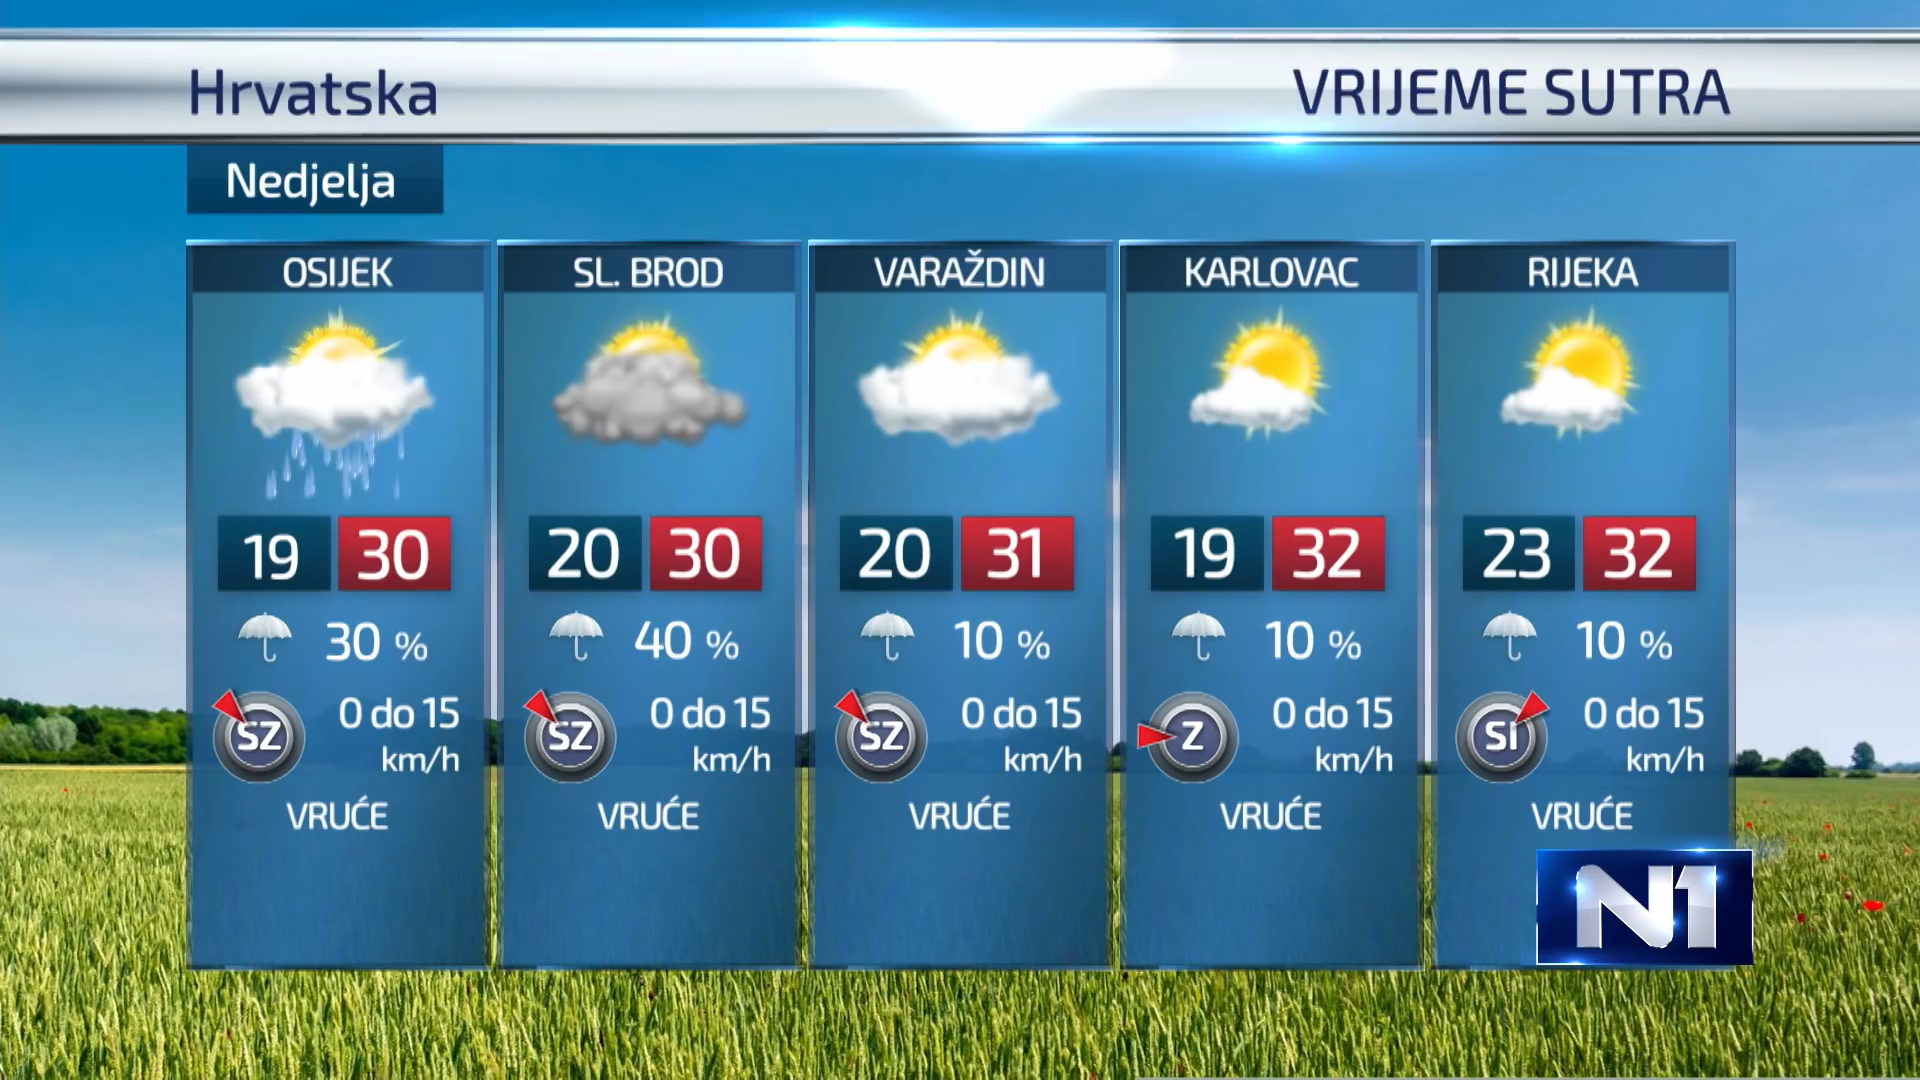 Hrvatska
VRIJEME SUTRA
Nedjelja
OSIJEK
19 30
30 %
SZ
0 do 15
km/h
VRUĆE
SL. BROD
20 30
40 %
SZ
0 do 15
km/h
VRUĆE
VARAŽDIN
20 31
10 %
SZ
0 do 15
km/h
VRUĆE
KARLOVAC
19 32
10 %
Z
0 do 15
km/h
VRUĆE
RIJEKA
23 32
10 %
SI
0 do 15
km/h
VRUĆE
N1